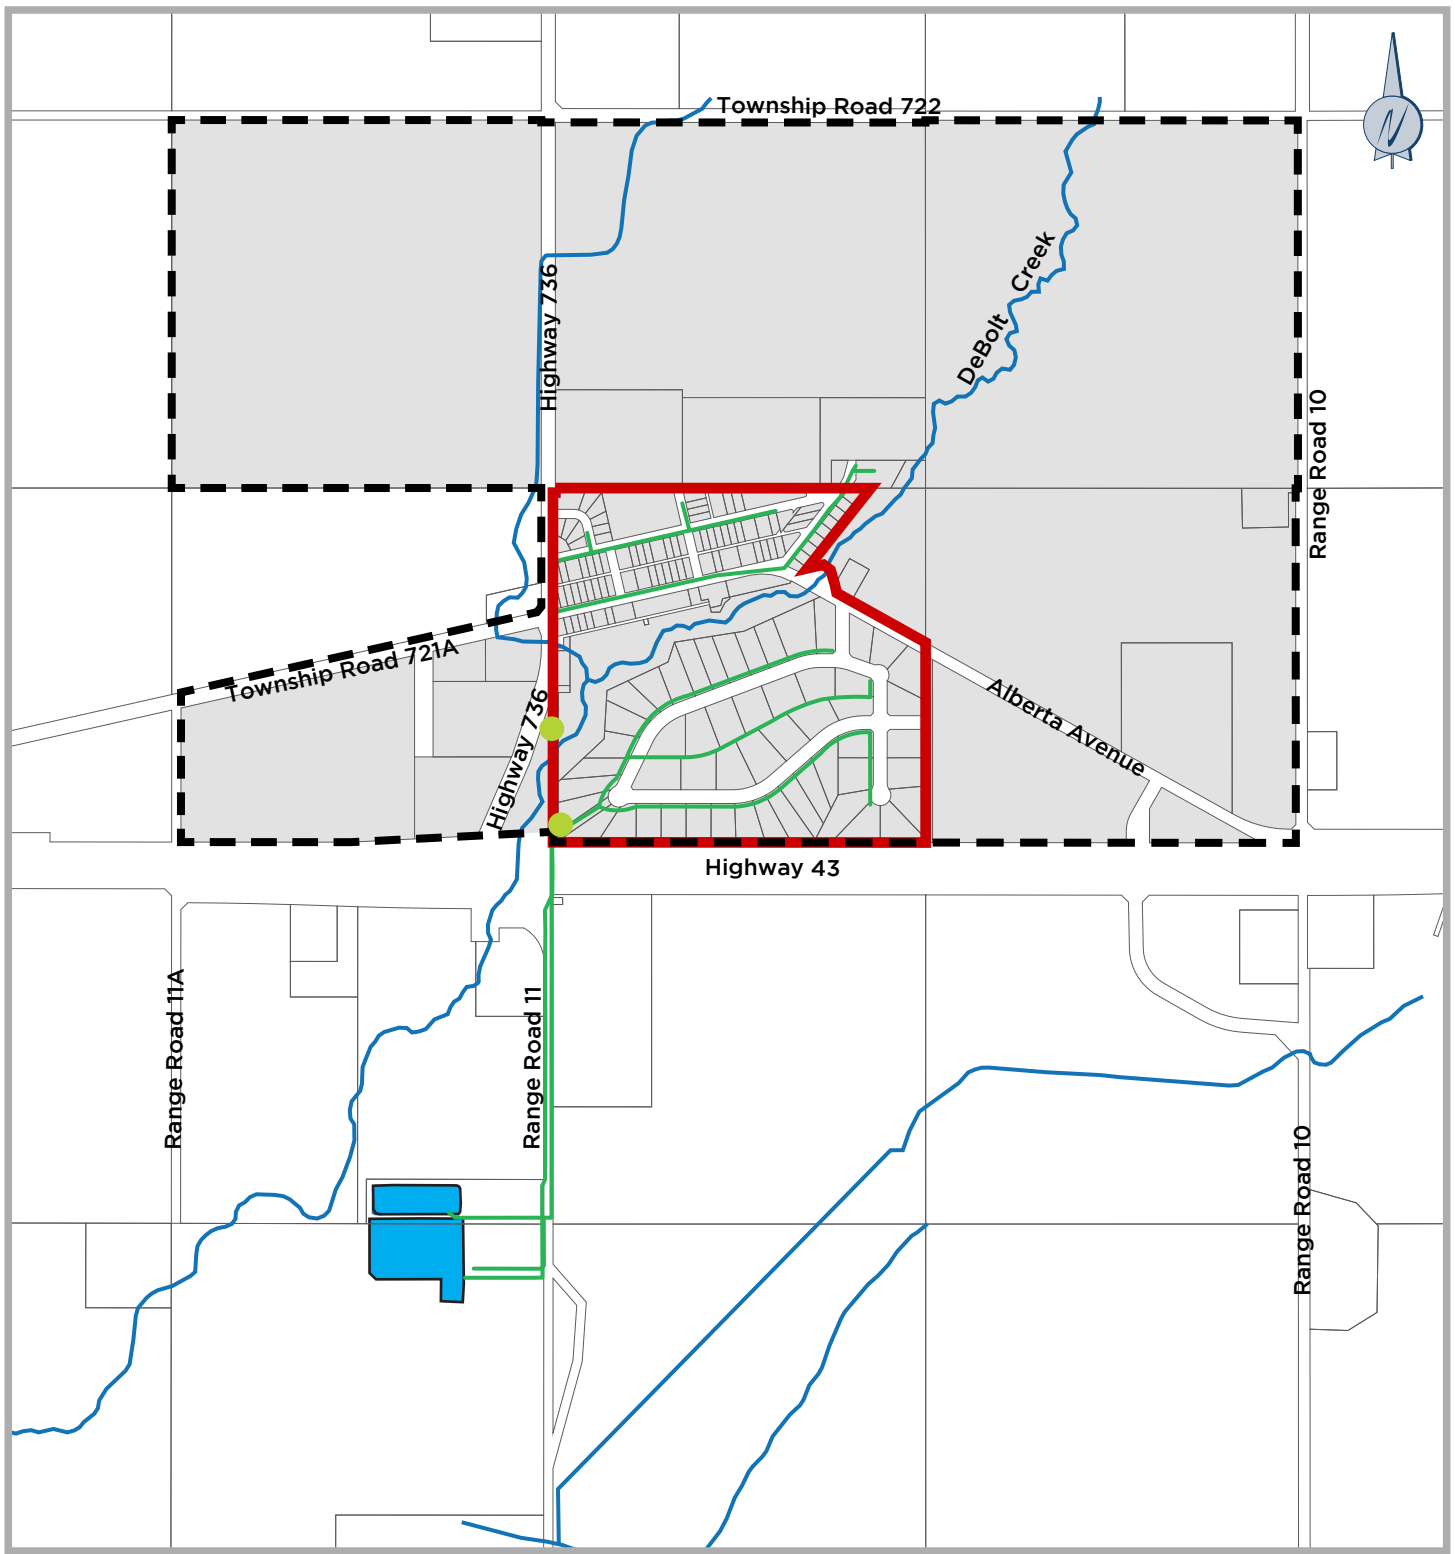 Township Road 722
Highway 736
DeBolt Creek
Range Road 10
Township Road 721A
Highway 736
Alberta Avenue
Highway 43
Range Road 11A
Range Road 11
Range Road 10